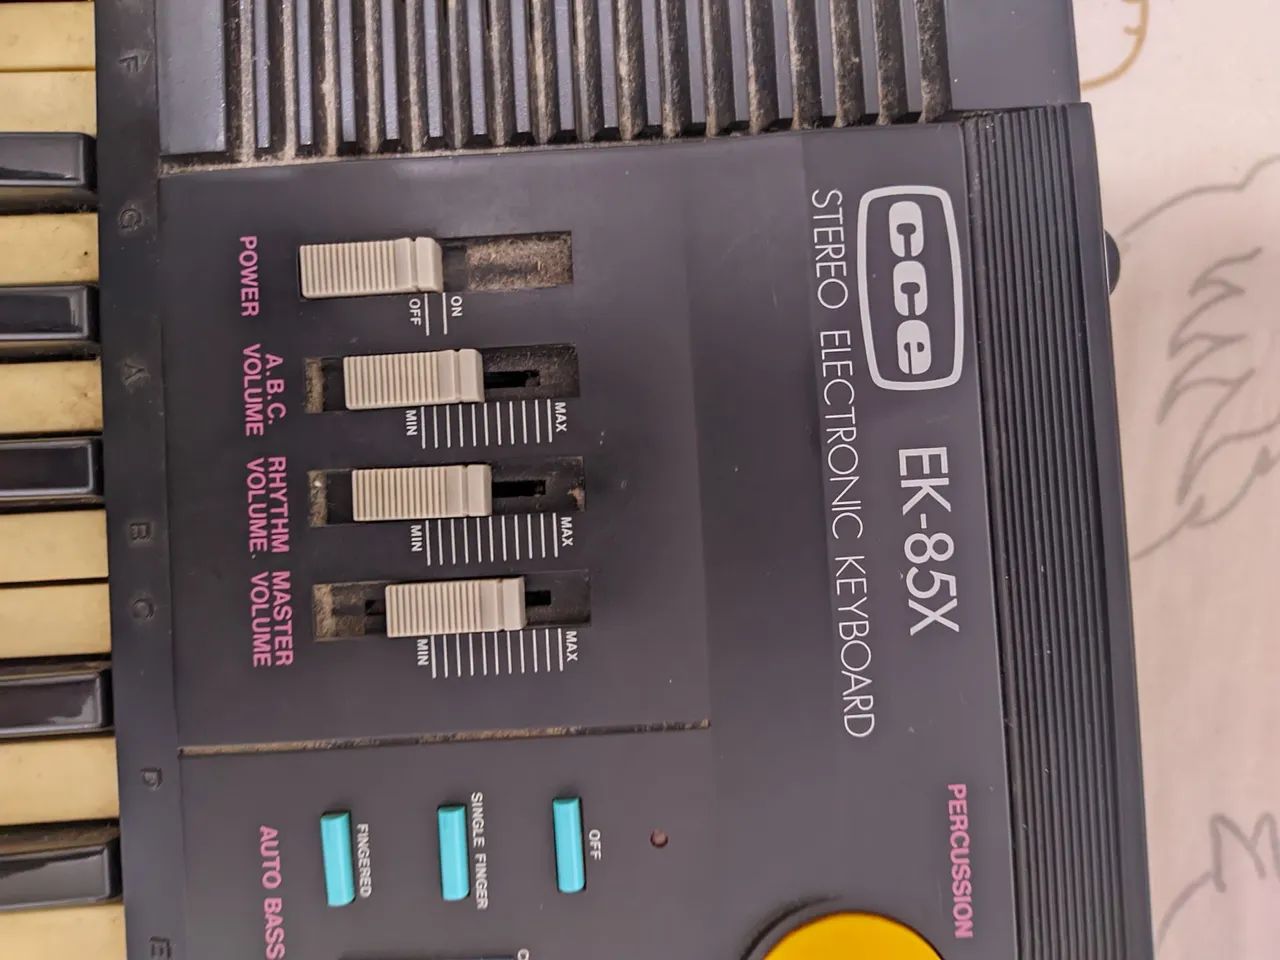 cce EK-85X
STEREO ELECTRONIC KEYBOARD
PERCUSSION
ON
OFF
POWER
MAX
MIN
A.B.C.
VOLUME
MAX
MIN
RHYTHM
VOLUME
MAX
MIN
MASTER
VOLUME
OFF
SINGLE FINGER
FINGERED
AUTO BASS
F
G
A
B
C
D
E